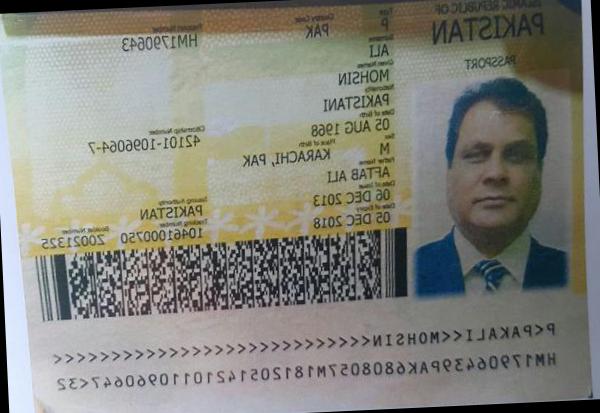 ISLAMIC REPUBLIC OF
PAKISTAN
PASSPORT
Type
P
Country Code
PAK
Passport Number
HM1790643
Surname
ALI
Given Names
MOHSIN
Nationality
PAKISTANI
Date of Birth
05 AUG 1968
Citizenship Number
42101-1096064-7
Sex
M
Place of Birth
KARACHI, PAK
Father Name
AFTAB ALI
Date of Issue
06 DEC 2013
Issuing Authority
PAKISTAN
Date of Expiry
05 DEC 2018
Tracking Number
10461000750
Booklet Number
Z0021325
P<PAKALI<<MOHSIN<<<<<<<<<<<<<<<<<<<<<<<<<<<<
HM17906439PAK6808057M18120514210110960647<32